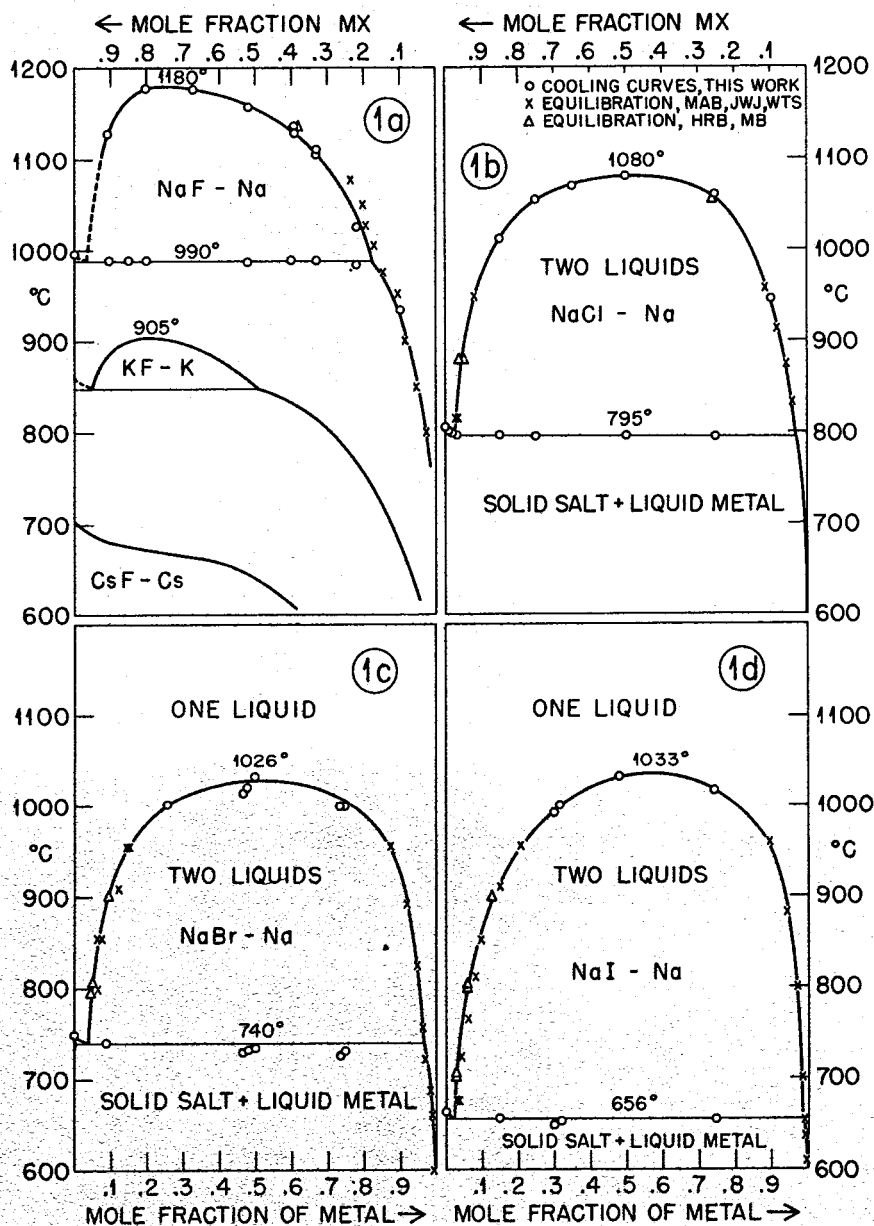 ← MOLE FRACTION MX
.9 .8 .7 .6 .5 .4 .3 .2 .1
← MOLE FRACTION MX
.9 .7 .5 .3 .1
1200
1100
1000
°C
900
800
700
600
1180°
1a
NaF - Na
990°
905°
KF - K
CsF - Cs
o COOLING CURVES, THIS WORK
x EQUILIBRATION, MAB, JWJ, WTS
△ EQUILIBRATION, HRB, MB
1b
1080°
TWO LIQUIDS
NaCl - Na
795°
SOLID SALT + LIQUID METAL
1200
1100
1000
°C
900
800
700
600
1100
1000
°C
900
800
700
600
1c
ONE LIQUID
1026°
TWO LIQUIDS
NaBr - Na
740°
SOLID SALT + LIQUID METAL
1d
ONE LIQUID
1033°
TWO LIQUIDS
NaI - Na
656°
SOLID SALT + LIQUID METAL
1100
1000
°C
900
800
700
600
.1 .2 .3 .4 .5 .6 .7 .8 .9
MOLE FRACTION OF METAL →
.1 .2 .3 .4 .5 .6 .7 .8 .9
MOLE FRACTION OF METAL →